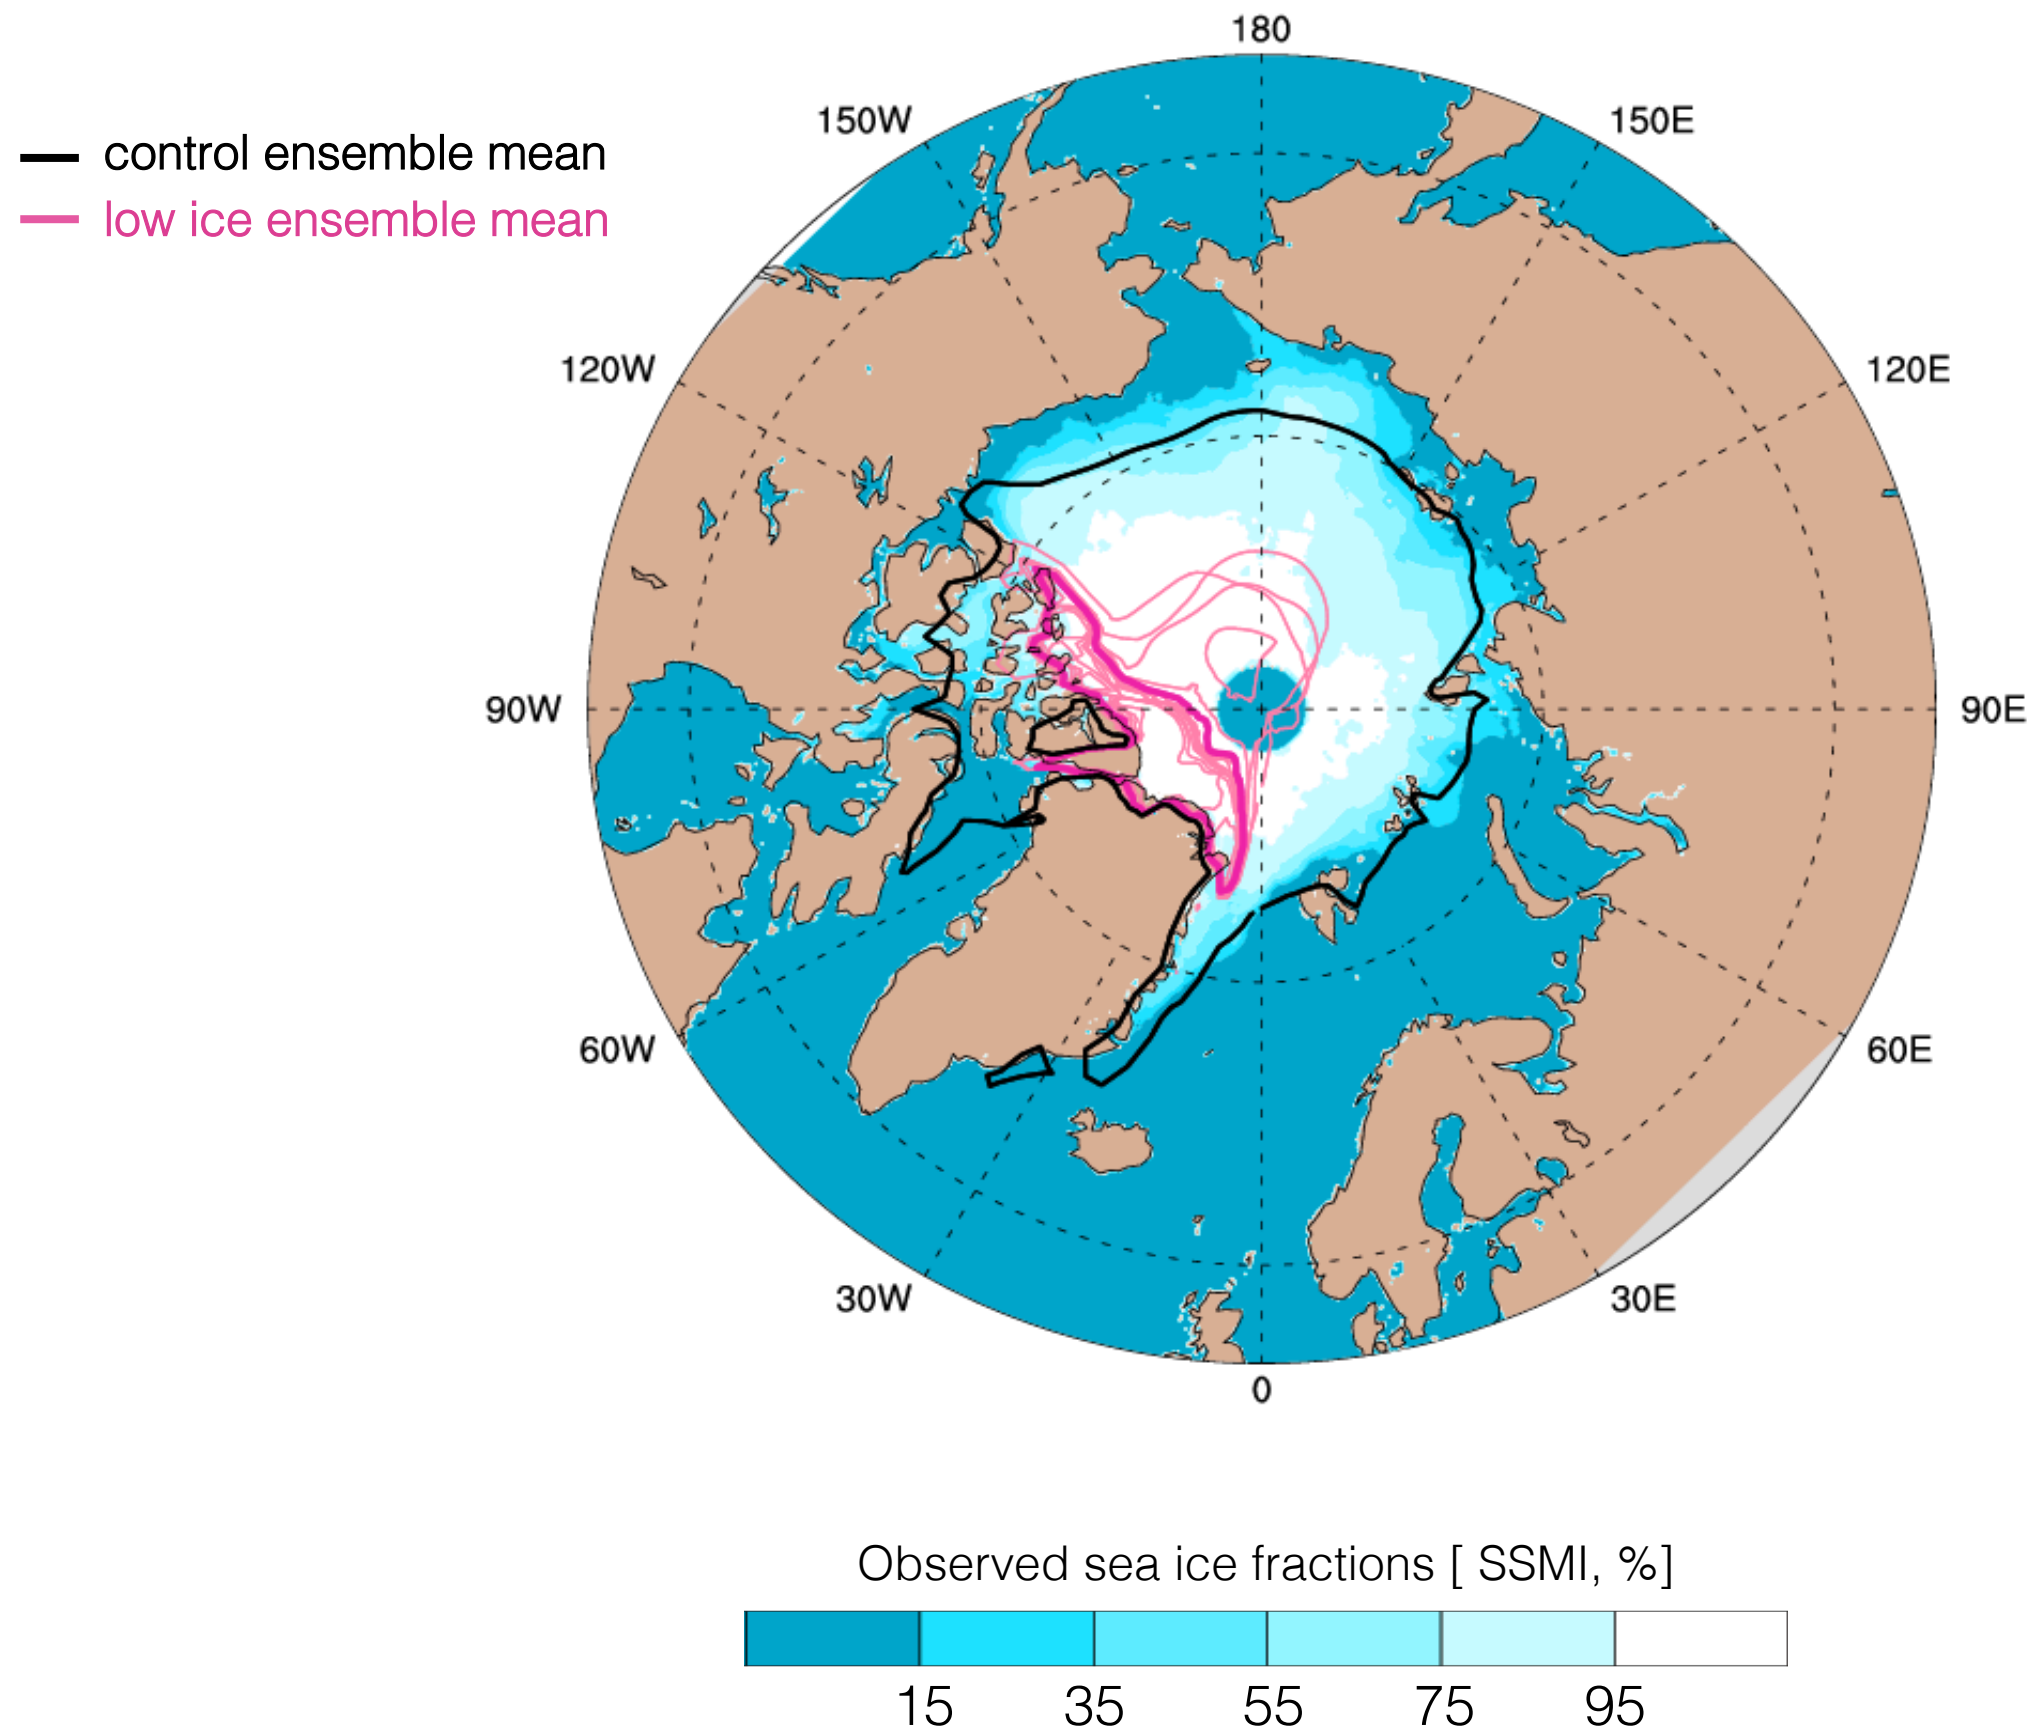 180
150W
150E
control ensemble mean
low ice ensemble mean
120W
120E
90W
90E
60W
60E
30W
30E
0
Observed sea ice fractions [ SSMI, %]
15 35 55 75 95